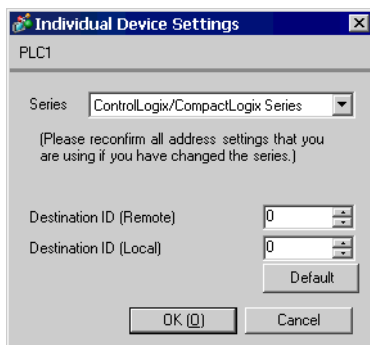 Individual Device Settings
PLC1
Series ControlLogix/CompactLogix Series
(Please reconfirm all address settings that you
are using if you have changed the series.)
Destination ID (Remote) 0
Destination ID (Local) 0
Default
OK (O) Cancel